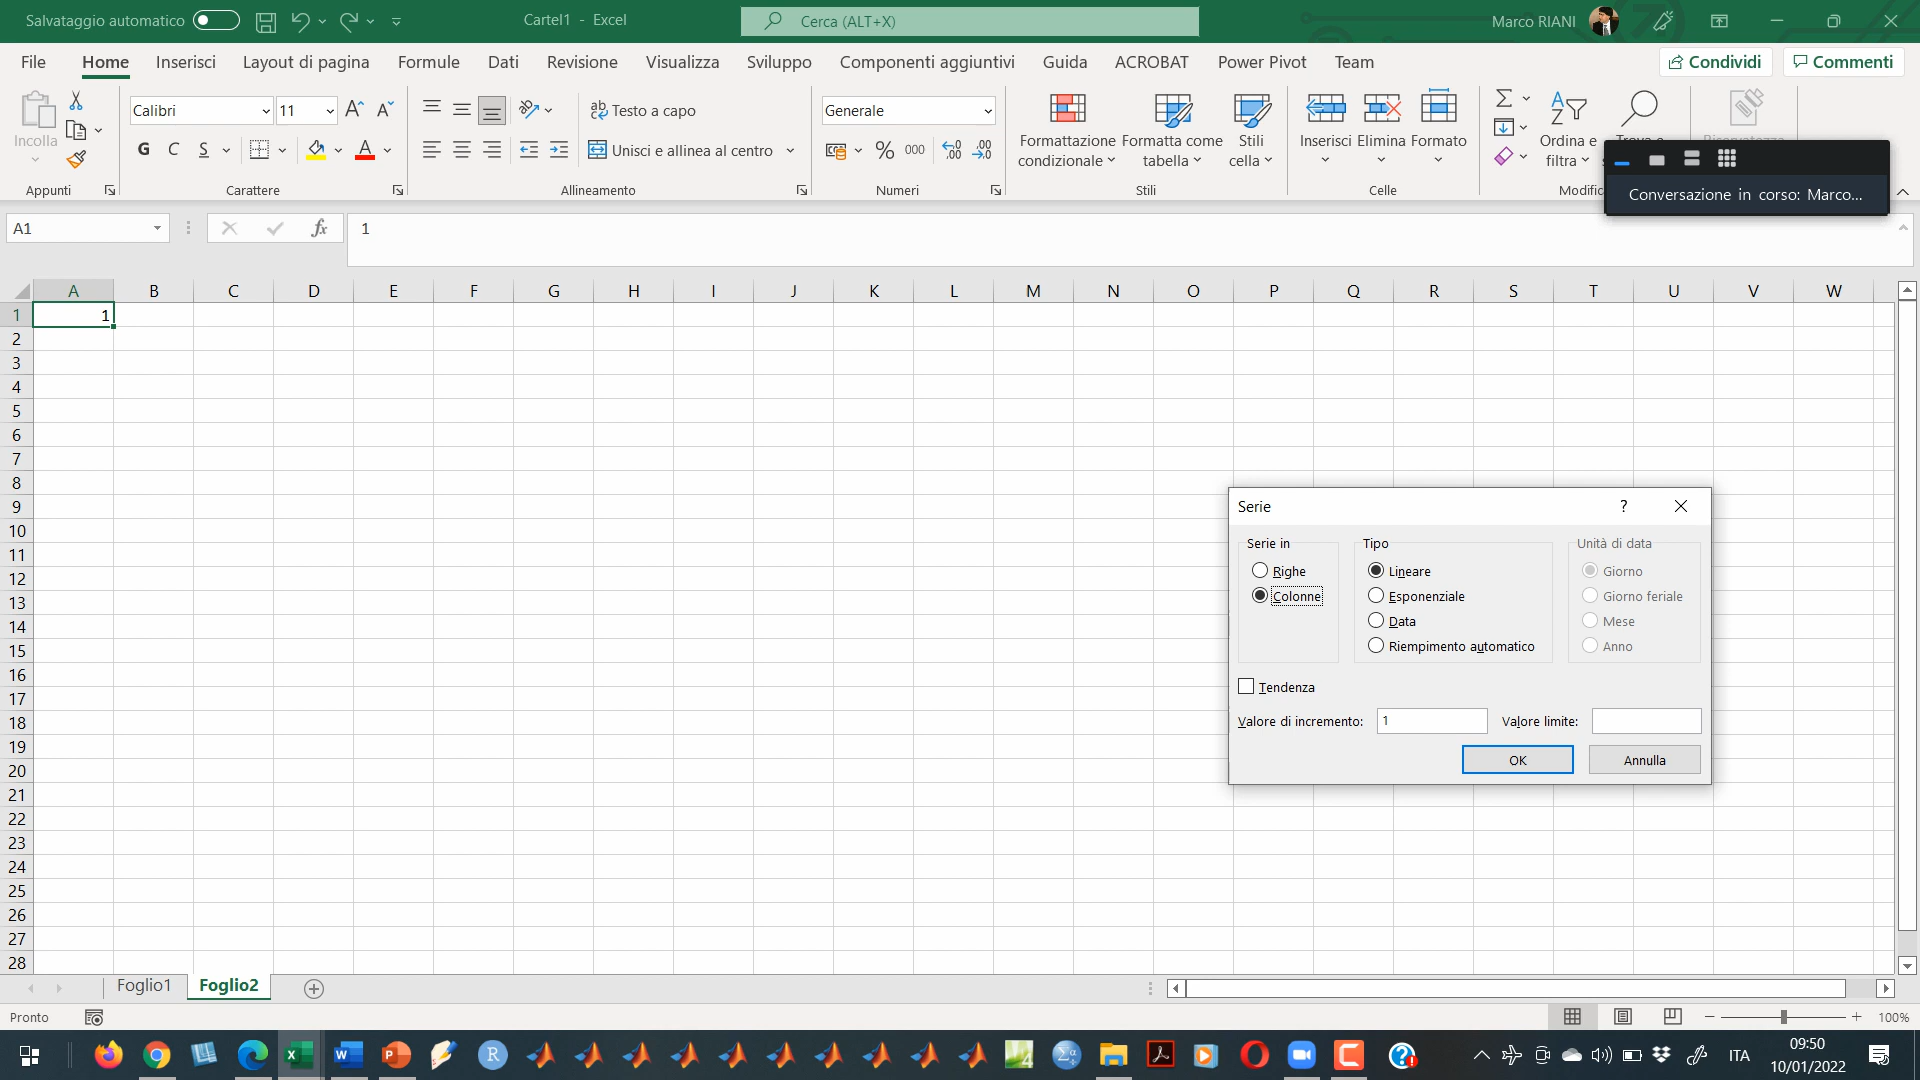 Salvataggio automatico
Cartel1 - Excel
Cerca (ALT+X)
Marco RIANI
File Home Inserisci Layout di pagina Formule Dati Revisione Visualizza Sviluppo Componenti aggiuntivi Guida ACROBAT Power Pivot Team
Condividi
Commenti
Incolla
Appunti
Calibri 11
G C S
Carattere
Testo a capo
Unisci e allinea al centro
Allineamento
Generale
% 000
Numeri
Formattazione condizionale
Formatta come tabella
Stili cella
Stili
Inserisci Elimina Formato
Celle
Ordina e filtra
Conversazione in corso: Marco...
A1
fx
1
A B C D E F G H I J K L M N O P Q R S T U V W
1 1
2
3
4
5
6
7
8
9
10
11
12
13
14
15
16
17
18
19
20
21
22
23
24
25
26
27
28
Serie
?
Serie in
Righe
Colonne
Tipo
Lineare
Esponenziale
Data
Riempimento automatico
Unità di data
Giorno
Giorno feriale
Mese
Anno
Tendenza
Valore di incremento: 1 Valore limite:
OK Annulla
Foglio1 Foglio2
Pronto
100%
ITA
09:50
10/01/2022